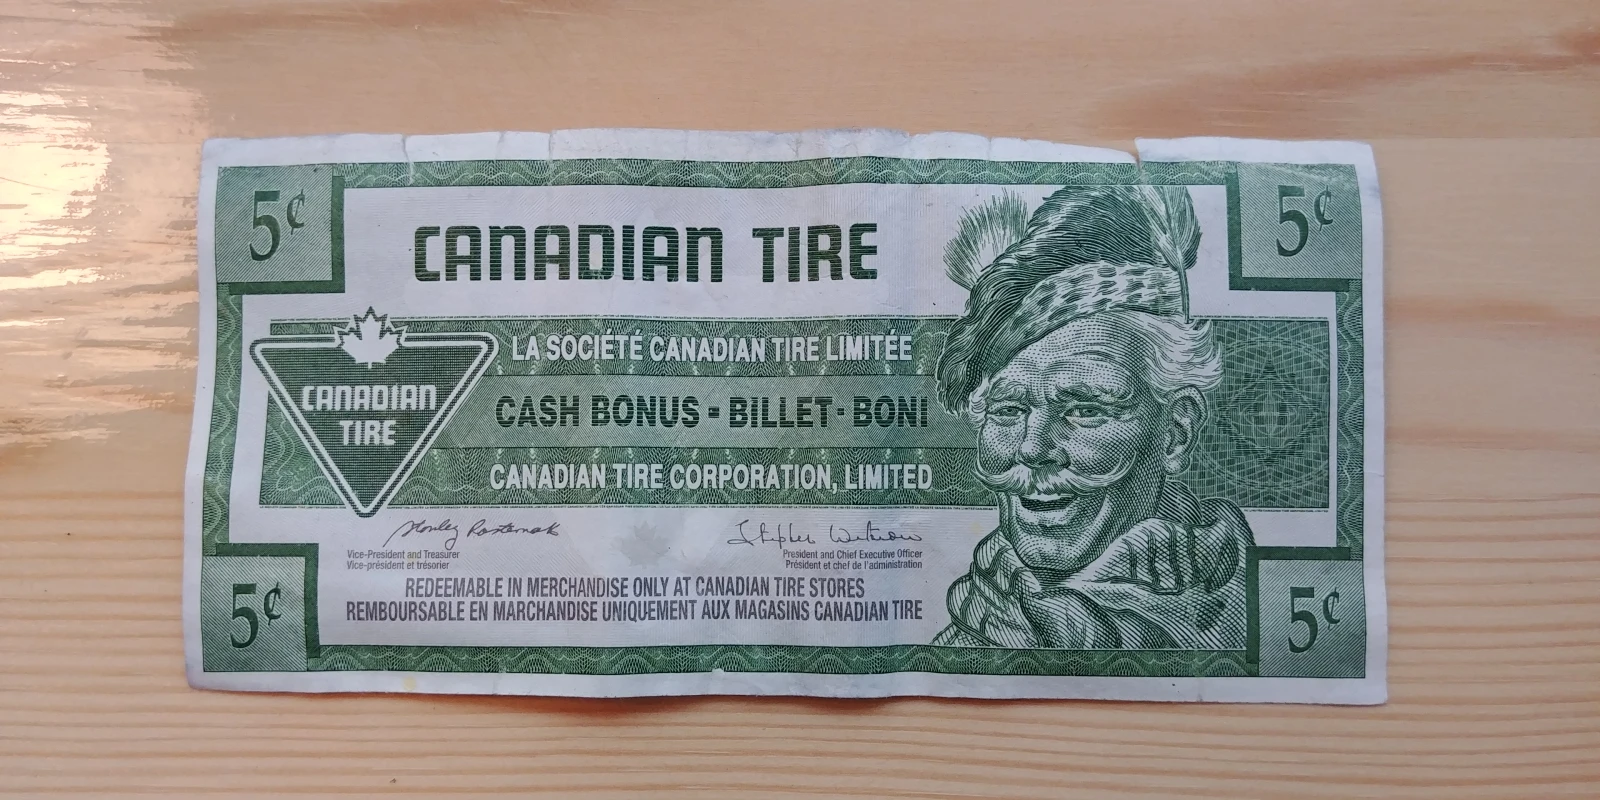 5¢
5¢
CANADIAN TIRE
CANADIAN
TIRE
LA SOCIÉTÉ CANADIAN TIRE LIMITÉE
CASH BONUS - BILLET - BONI
CANADIAN TIRE CORPORATION, LIMITED
Vice-President and Treasurer
Vice-président et trésorier
President and Chief Executive Officer
Président et chef de l'administration
REDEEMABLE IN MERCHANDISE ONLY AT CANADIAN TIRE STORES
REMBOURSABLE EN MARCHANDISE UNIQUEMENT AUX MAGASINS CANADIAN TIRE
5¢
5¢